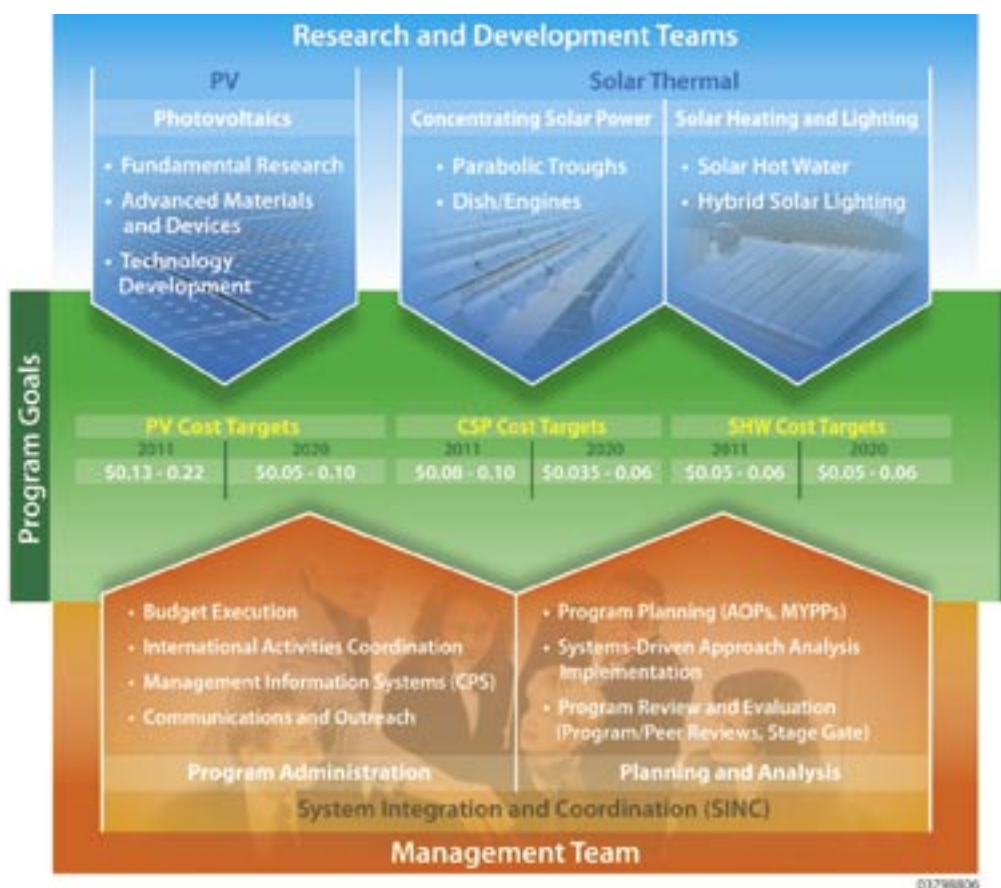 Research and Development Teams
PV
Solar Thermal
Photovoltaics
Concentrating Solar Power
Solar Heating and Lighting
• Fundamental Research
• Advanced Materials
and Devices
• Technology
Development
• Parabolic Troughs
• Dish/Engines
• Solar Hot Water
• Hybrid Solar Lighting
Program Goals
PV Cost Targets
2011
2020
$0.13 - 0.22
$0.05 - 0.10
CSP Cost Targets
2011
2020
$0.08 - 0.10
$0.035 - 0.06
SHW Cost Targets
2011
2020
$0.05 - 0.06
$0.05 - 0.06
• Budget Execution
• International Activities Coordination
• Management Information Systems (CPS)
• Communications and Outreach
• Program Planning (AOPs, MYPPs)
• Systems-Driven Approach Analysis
Implementation
• Program Review and Evaluation
(Program/Peer Reviews, Stage Gate)
Program Administration
Planning and Analysis
System Integration and Coordination (SINC)
Management Team
03798806